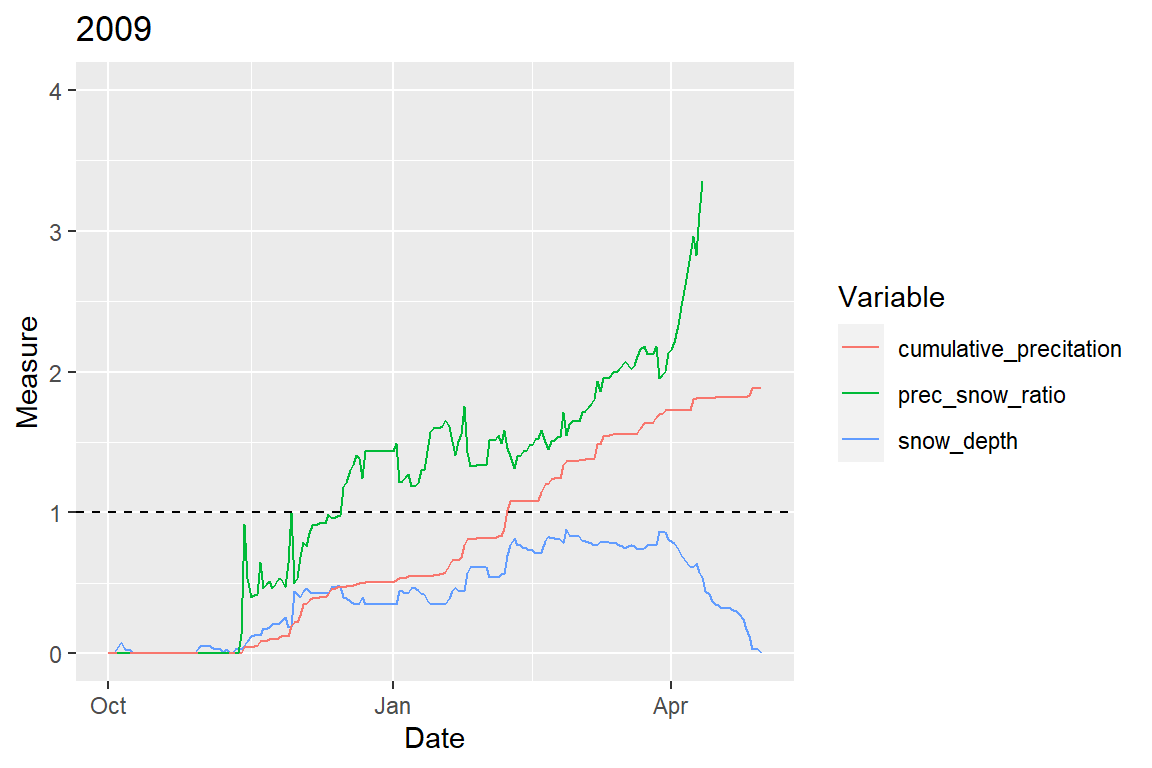 2009
4
3
2
1
0
Measure
Oct
Jan
Apr
Date
Variable
cumulative_precitation
prec_snow_ratio
snow_depth